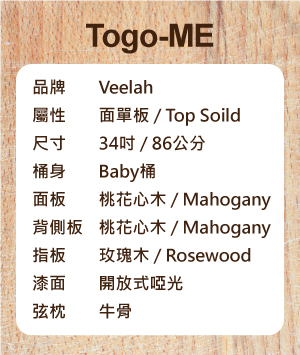 Togo-ME
品牌 Veelah
屬性 面單板 / Top Soild
尺寸 34吋 / 86公分
桶身 Baby桶
面板 桃花心木 / Mahogany
背側板 桃花心木 / Mahogany
指板 玫瑰木 / Rosewood
漆面 開放式啞光
弦枕 牛骨